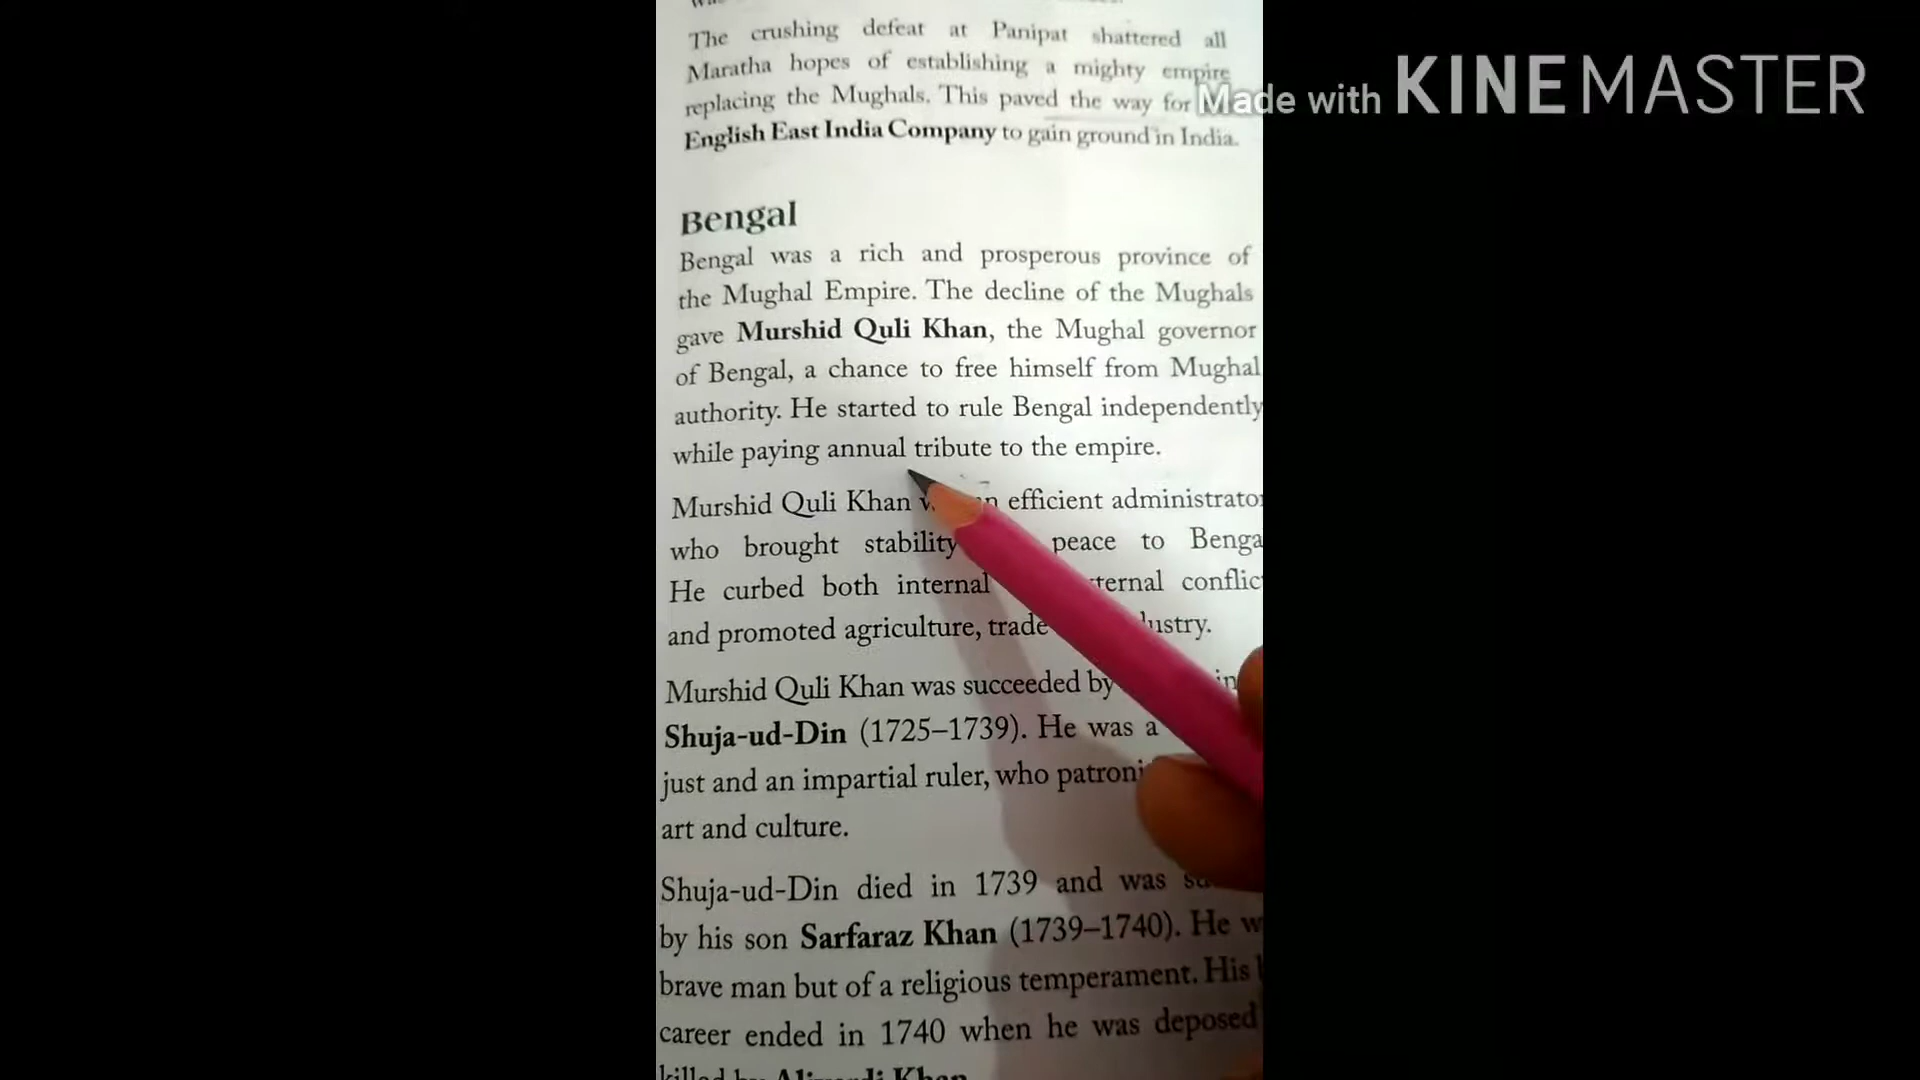 The crushing defeat at Panipat shattered all
Maratha hopes of establishing a mighty empire
replacing the Mughals. This paved the way for
English East India Company to gain ground in India.
Made with KINEMASTER
Bengal
Bengal was a rich and prosperous province of
the Mughal Empire. The decline of the Mughals
gave Murshid Quli Khan, the Mughal governor
of Bengal, a chance to free himself from Mughal
authority. He started to rule Bengal independently
while paying annual tribute to the empire.
Murshid Quli Khan efficient administrator
who brought stability peace to Benga
He curbed both internal ternal conflic
and promoted agriculture, trade ustry.
Murshid Quli Khan was succeeded by
Shuja-ud-Din (1725–1739). He was a
just and an impartial ruler, who patroni
art and culture.
Shuja-ud-Din died in 1739 and was
by his son Sarfaraz Khan (1739–1740). He w
brave man but of a religious temperament. His
career ended in 1740 when he was deposed
killed by Alivardi Khan